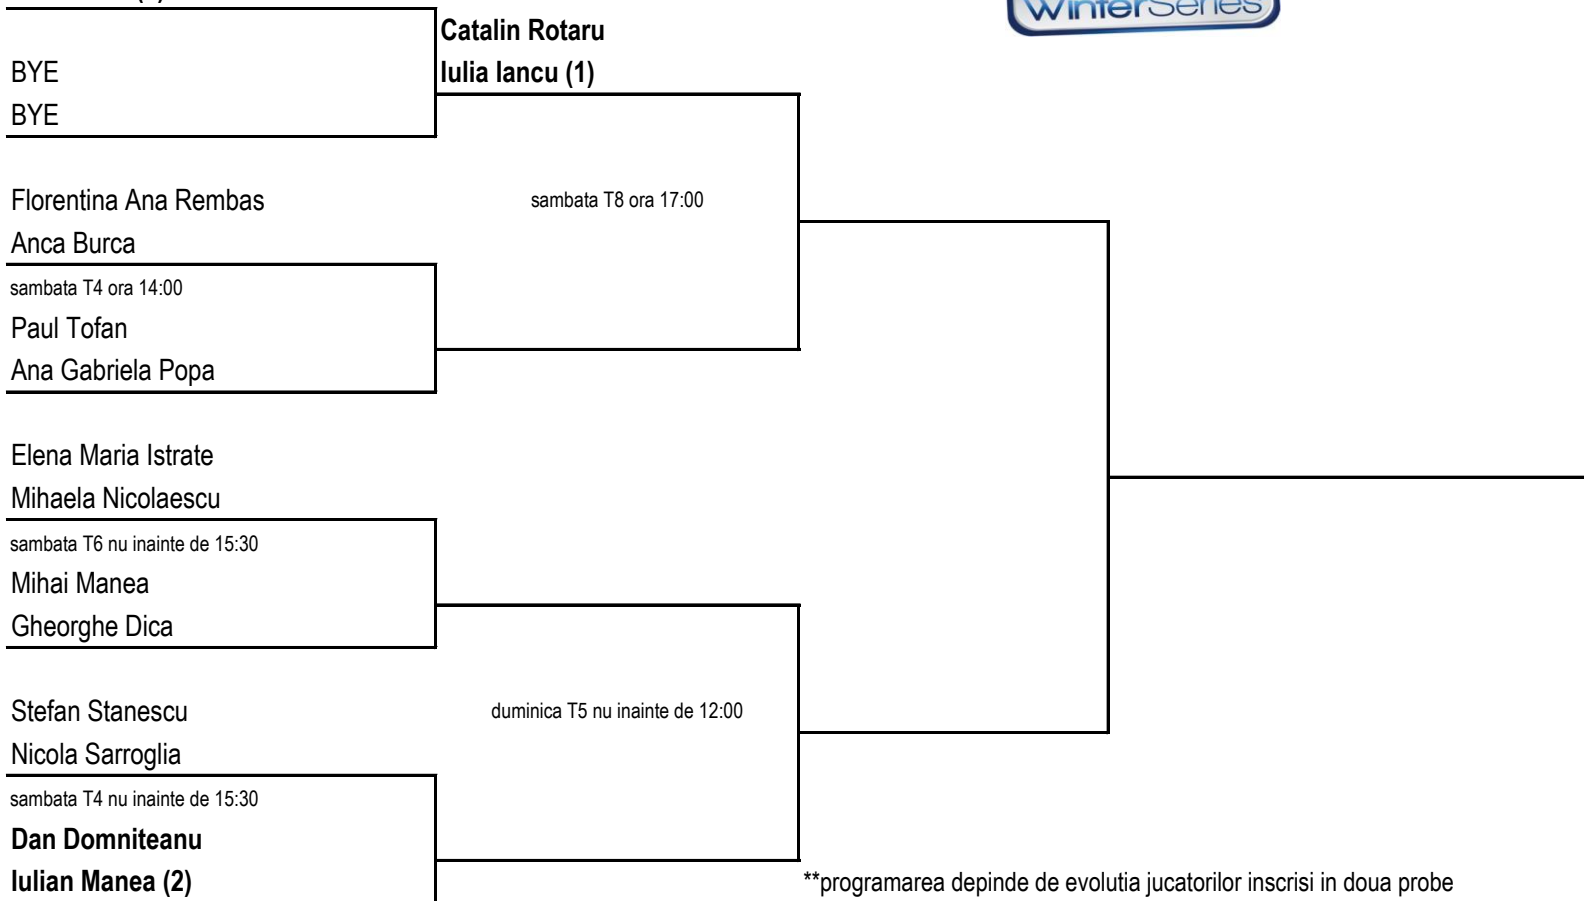 WinterSeries
Catalin Rotaru
Iulia Iancu (1)
BYE
BYE
Florentina Ana Rembas
sambata T8 ora 17:00
Anca Burca
sambata T4 ora 14:00
Paul Tofan
Ana Gabriela Popa
Elena Maria Istrate
Mihaela Nicolaescu
sambata T6 nu inainte de 15:30
Mihai Manea
Gheorghe Dica
Stefan Stanescu
duminica T5 nu inainte de 12:00
Nicola Sarroglia
sambata T4 nu inainte de 15:30
Dan Domniteanu
Iulian Manea (2)
**programarea depinde de evolutia jucatorilor inscrisi in doua probe